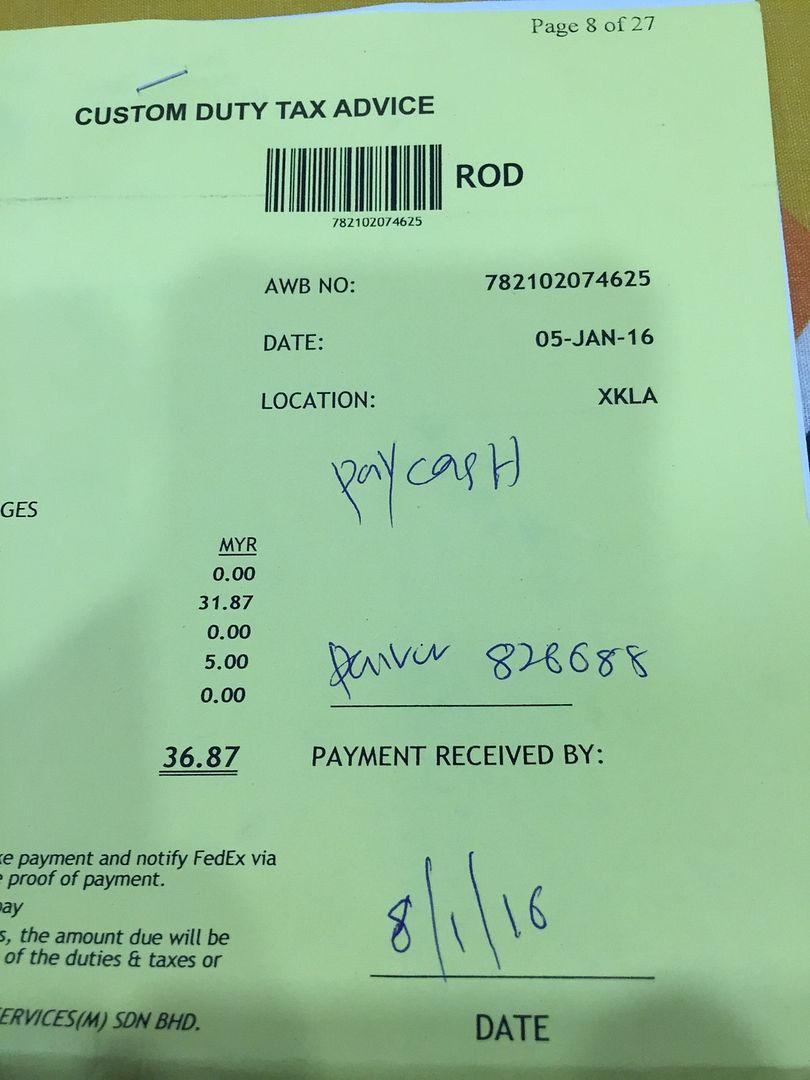 Page 8 of 27
CUSTOM DUTY TAX ADVICE
ROD
782102074625
AWB NO: 782102074625
DATE: 05-JAN-16
LOCATION: XKLA
pay casH
GES
MYR
0.00
31.87
0.00
5.00
0.00
828688
36.87 PAYMENT RECEIVED BY:
payment and notify FedEx via
proof of payment.
8/1/16
, the amount due will be
of the duties & taxes or
ERVICES(M) SDN BHD.
DATE